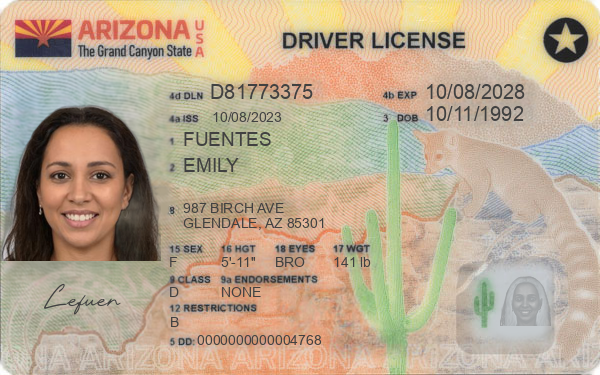 ARIZONA USA
The Grand Canyon State
DRIVER LICENSE
4d DLN D81773375
4b EXP 10/08/2028
4a ISS 10/08/2023
3 DOB 10/11/1992
1 FUENTES
2 EMILY
8 987 BIRCH AVE
GLENDALE, AZ 85301
15 SEX 16 HGT 18 EYES 17 WGT
F 5'-11" BRO 141 lb
9 CLASS 9a ENDORSEMENTS
D NONE
12 RESTRICTIONS
B
5 DD: 0000000000004768
Lefuen
ARIZONA ARIZONA ARIZONA ARIZONA